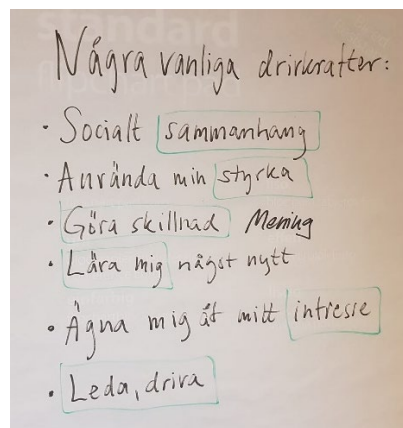 Några vanliga drivkrafter:
• Socialt sammanhang
• Använda min styrka
• Göra skillnad Mening
• Lära mig något nytt
• Ägna mig åt mitt intresse
• Leda, driva